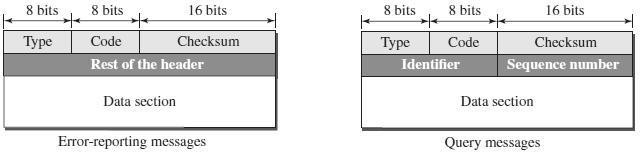 8 bits 8 bits 16 bits
Type Code Checksum
Rest of the header
Data section
Error-reporting messages
8 bits 8 bits 16 bits
Type Code Checksum
Identifier Sequence number
Data section
Query messages